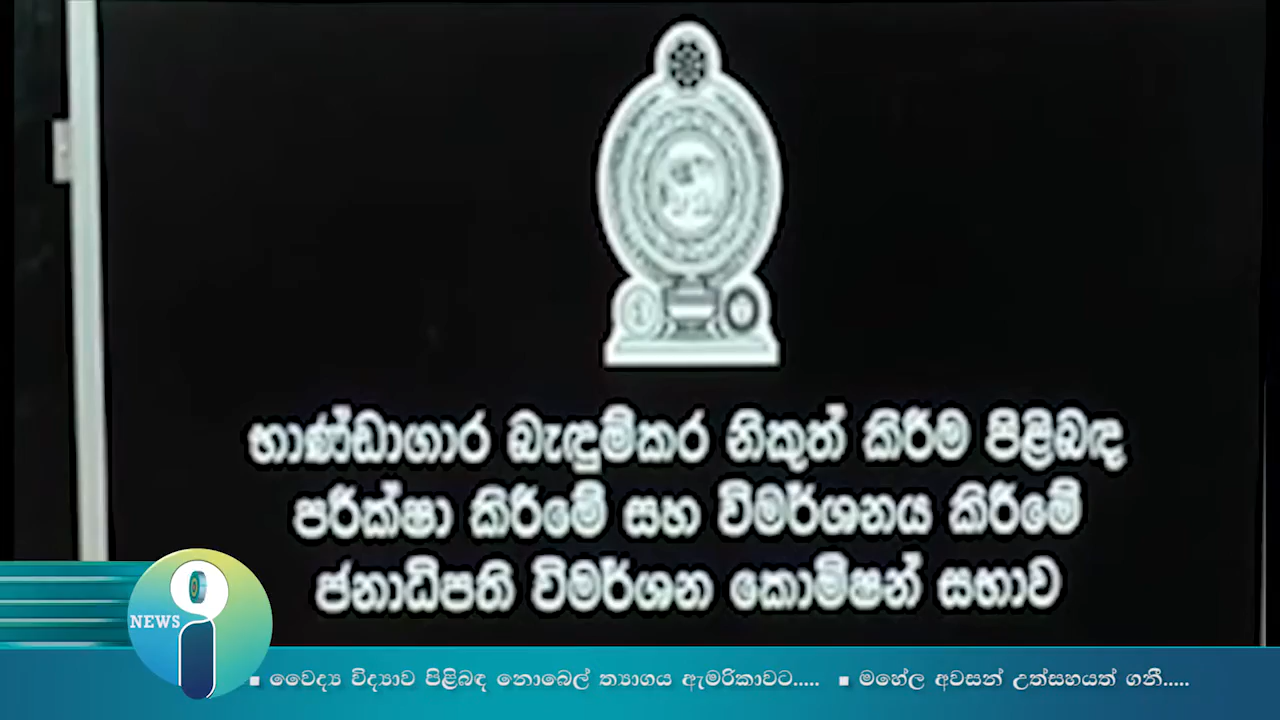 භාණ්ඩාගාර බැඳුම්කර නිකුත් කිරීම පිළිබඳ
පරීක්ෂා කිරීමේ සහ විමර්ශනය කිරීමේ
ජනාධිපති විමර්ශන කොමිෂන් සභාව
NEWS
■ වෛද්‍ය විද්‍යාව පිළිබඳ නොබෙල් ත්‍යාගය ඇමරිකාවට..... ■ මහේල අවසන් උත්සහයත් ගනී.....